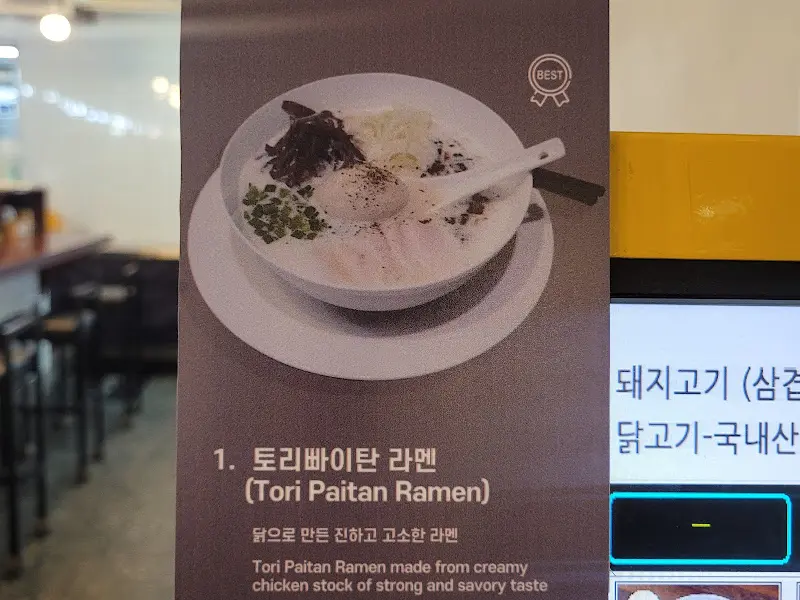 BEST
1. 토리빠이탄 라멘
(Tori Paitan Ramen)
닭으로 만든 진하고 고소한 라멘
Tori Paitan Ramen made from creamy
chicken stock of strong and savory taste
돼지고기 (삼겹
닭고기-국내산